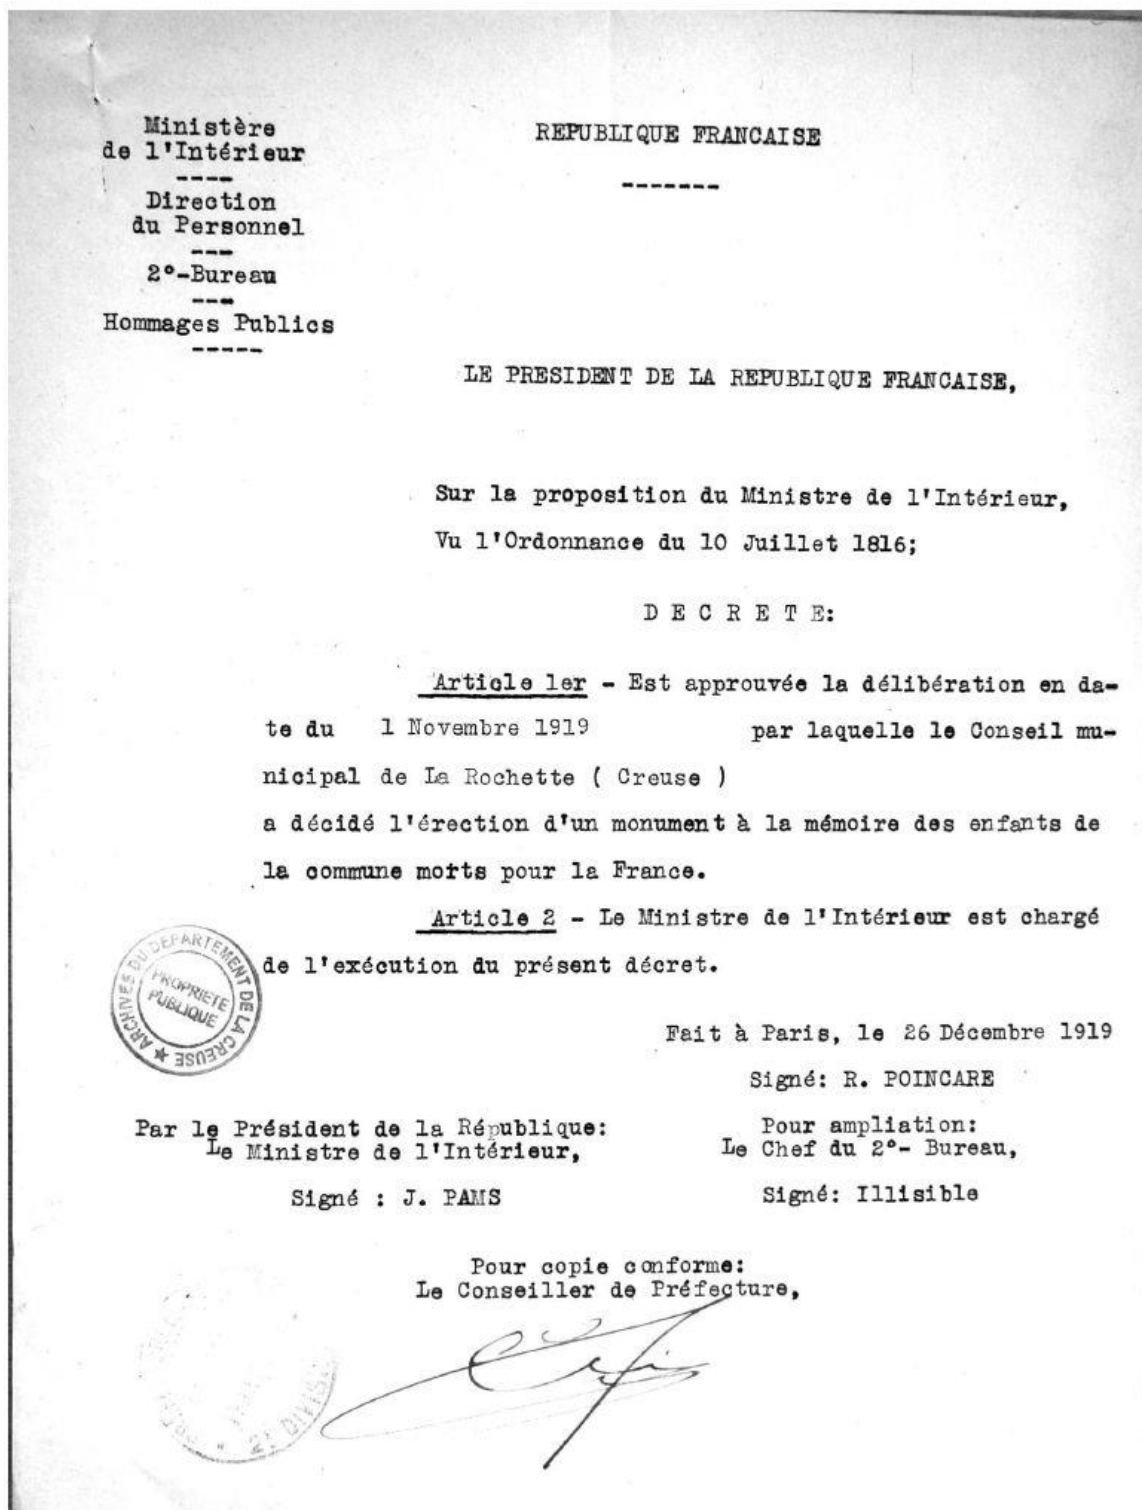 Ministère
de l'Intérieur
----
Direction
du Personnel
---
2°-Bureau
---
Hommages Publics
-----
REPUBLIQUE FRANCAISE
-------
LE PRESIDENT DE LA REPUBLIQUE FRANCAISE,
Sur la proposition du Ministre de l'Intérieur,
Vu l'Ordonnance du 10 Juillet 1816;
D E C R E T E:
Article 1er - Est approuvée la délibération en da-
te du 1 Novembre 1919 par laquelle le Conseil mu-
nicipal de La Rochette ( Creuse )
a décidé l'érection d'un monument à la mémoire des enfants de
la commune morts pour la France.
Article 2 - Le Ministre de l'Intérieur est chargé
de l'exécution du présent décret.
ARCHIVES DU DEPARTEMENT DE LA CREUSE ★
PROPRIETE
PUBLIQUE
Fait à Paris, le 26 Décembre 1919
Signé: R. POINCARE
Par le Président de la République:
Le Ministre de l'Intérieur,
Signé : J. PAMS
Pour ampliation:
Le Chef du 2°- Bureau,
Signé: Illisible
Pour copie conforme:
Le Conseiller de Préfecture,